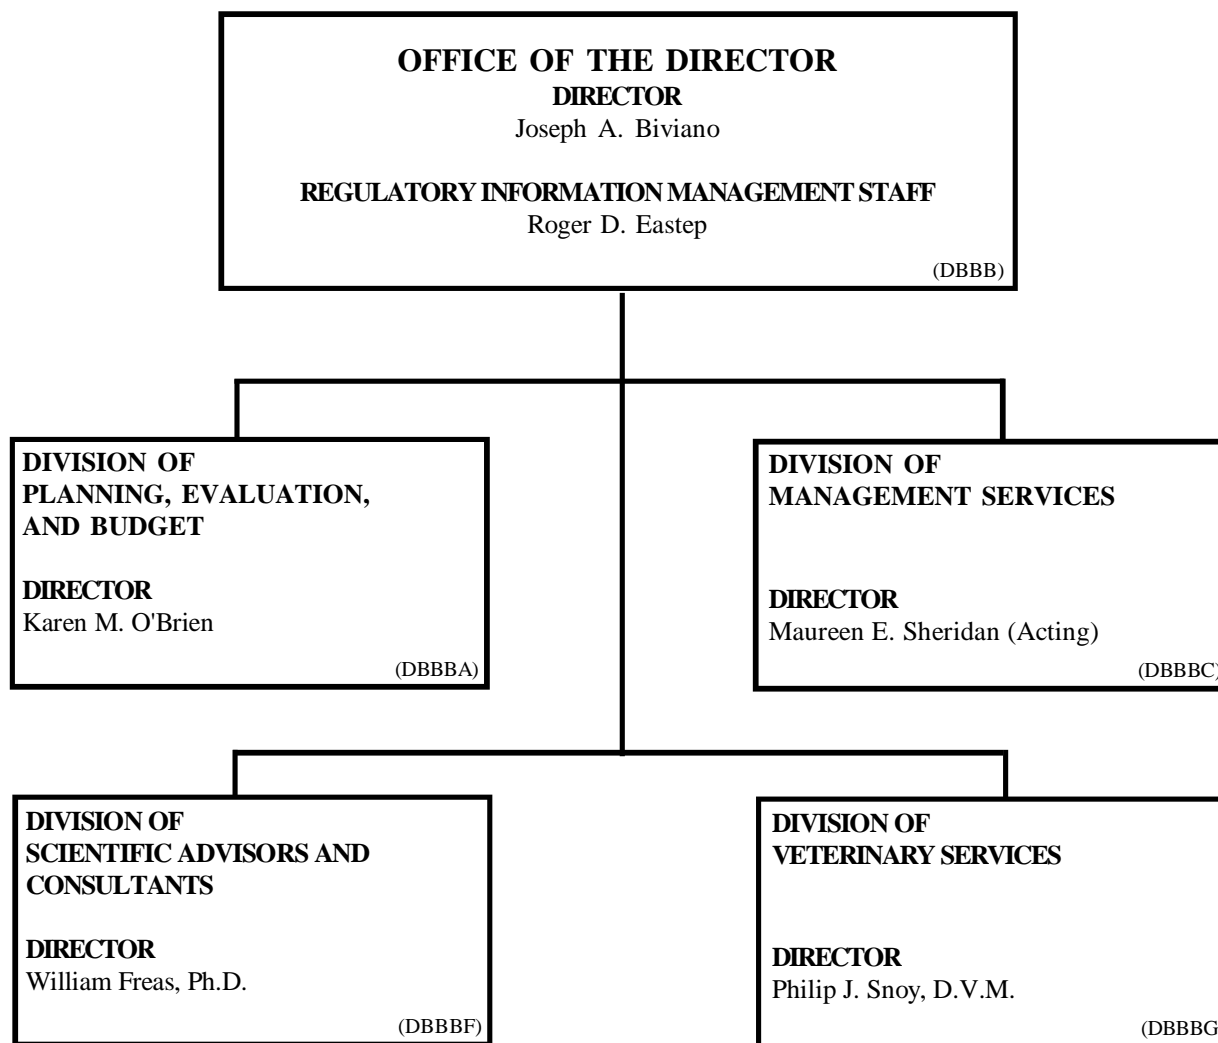 OFFICE OF THE DIRECTOR
DIRECTOR
Joseph A. Biviano
REGULATORY INFORMATION MANAGEMENT STAFF
Roger D. Eastep
(DBBB)
DIVISION OF
PLANNING, EVALUATION,
AND BUDGET
DIRECTOR
Karen M. O'Brien
(DBBBA)
DIVISION OF
MANAGEMENT SERVICES
DIRECTOR
Maureen E. Sheridan (Acting)
(DBBBC)
DIVISION OF
SCIENTIFIC ADVISORS AND
CONSULTANTS
DIRECTOR
William Freas, Ph.D.
(DBBBF)
DIVISION OF
VETERINARY SERVICES
DIRECTOR
Philip J. Snoy, D.V.M.
(DBBBG